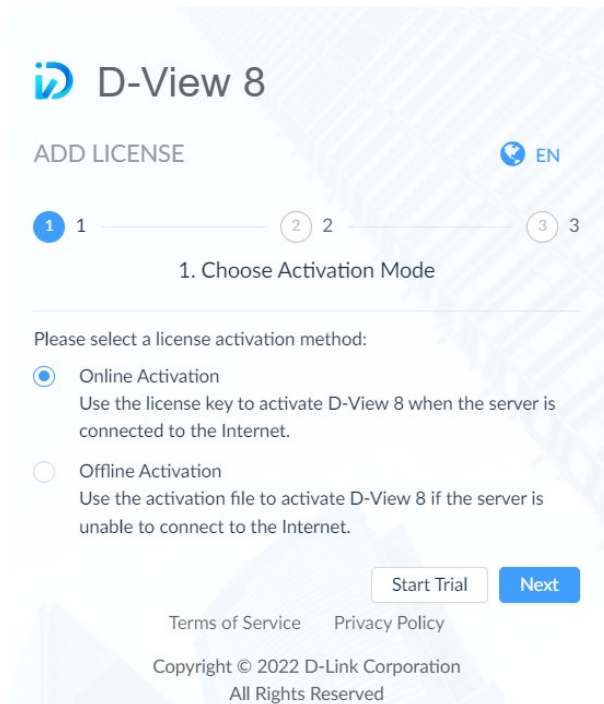 D-View 8
ADD LICENSE EN
1 1 2 2 3 3
1. Choose Activation Mode
Please select a license activation method:
Online Activation
Use the license key to activate D-View 8 when the server is
connected to the Internet.
Offline Activation
Use the activation file to activate D-View 8 if the server is
unable to connect to the Internet.
Start Trial Next
Terms of Service Privacy Policy
Copyright © 2022 D-Link Corporation
All Rights Reserved